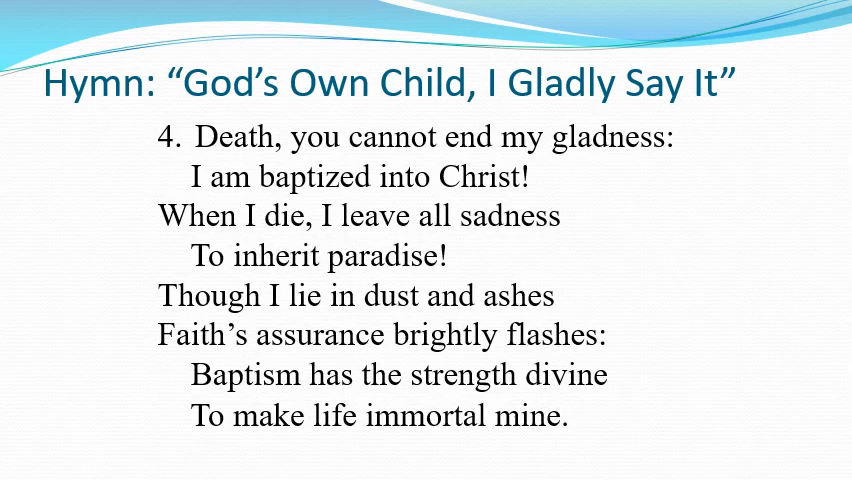 Hymn: “God’s Own Child, I Gladly Say It”
4. Death, you cannot end my gladness:
I am baptized into Christ!
When I die, I leave all sadness
To inherit paradise!
Though I lie in dust and ashes
Faith’s assurance brightly flashes:
Baptism has the strength divine
To make life immortal mine.